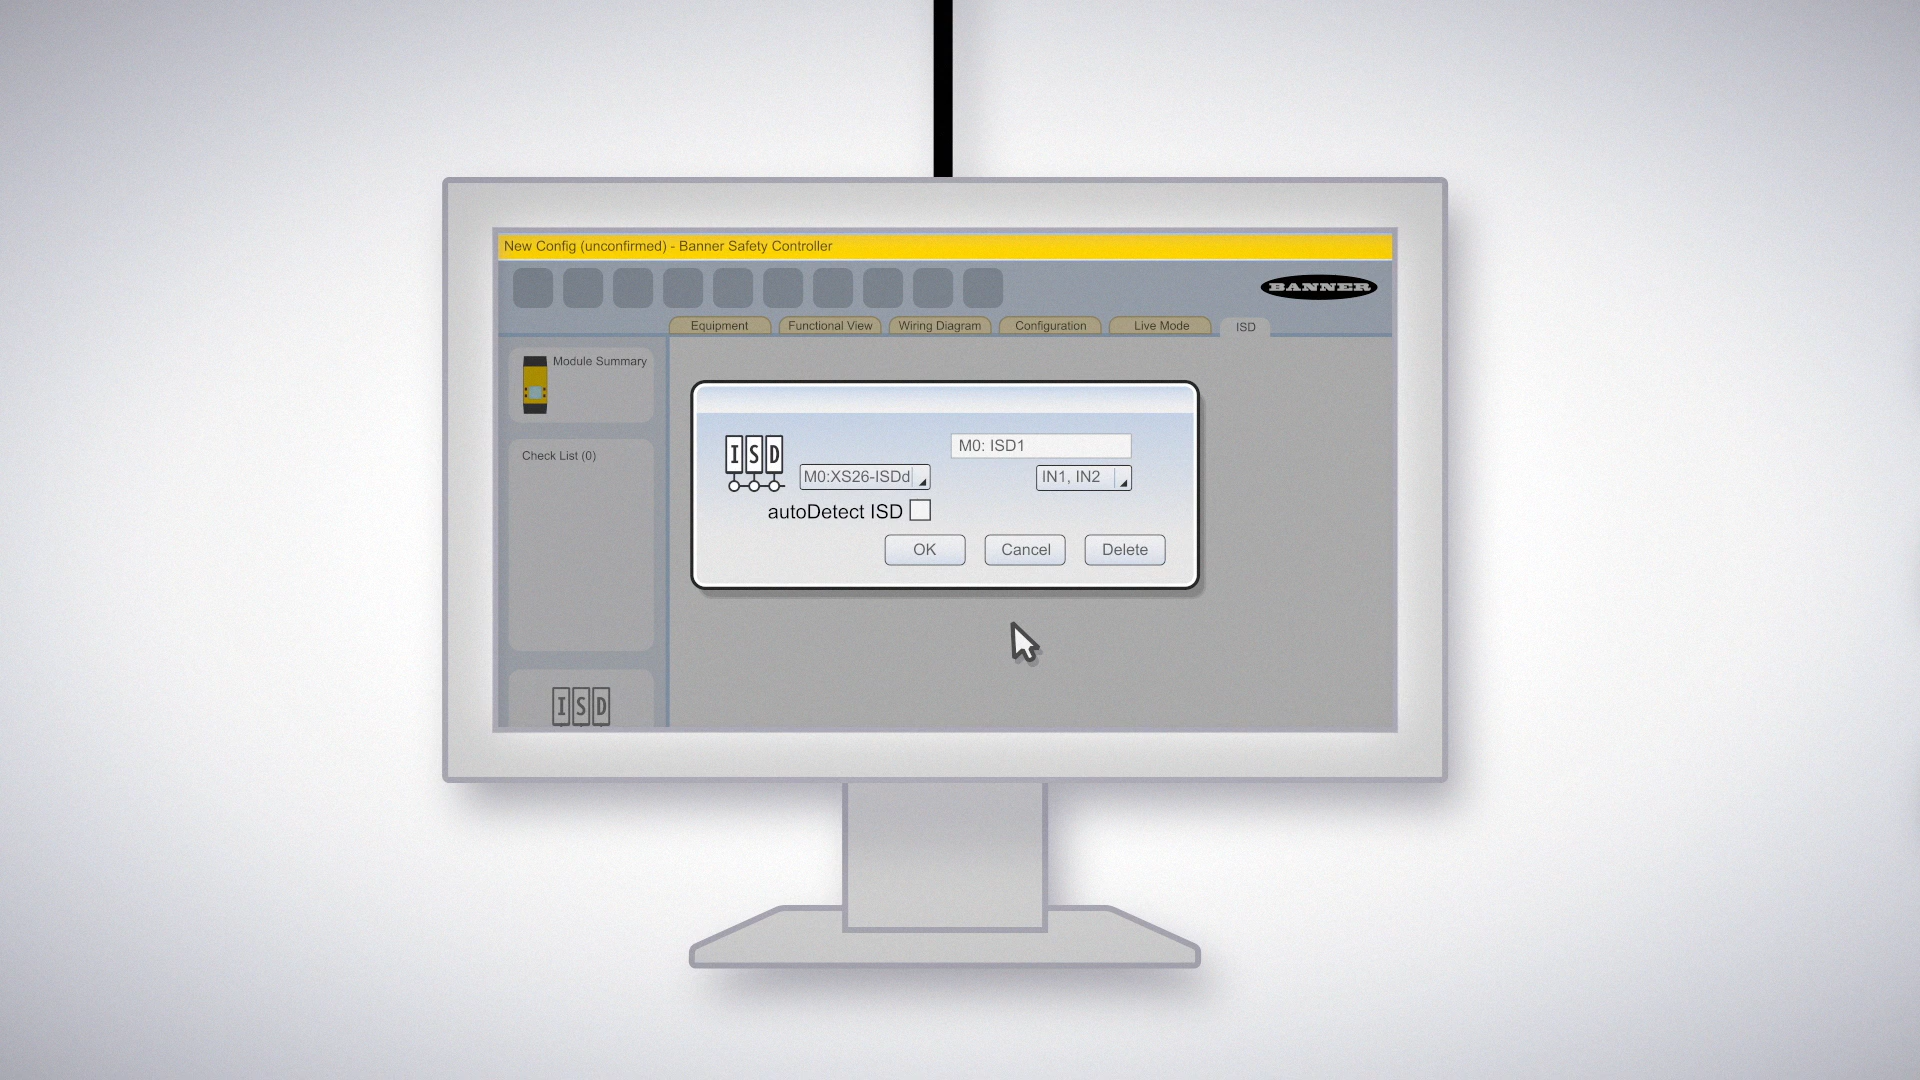 New Config (unconfirmed) - Banner Safety Controller
BANNER
Equipment
Functional View
Wiring Diagram
Configuration
Live Mode
ISD
Module Summary
Check List (0)
ISD
ISD
M0: ISD1
M0:XS26-ISDd
IN1, IN2
autoDetect ISD
OK
Cancel
Delete